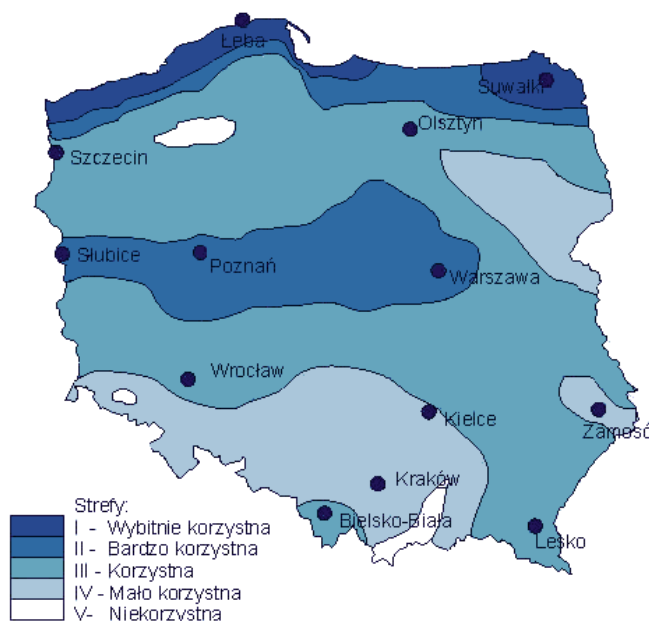 Łeba
Suwałki
Olsztyn
Szczecin
Słubice
Poznań
Warszawa
Wrocław
Kielce
Zamość
Kraków
Bielsko-Biała
Lesko
Strefy:
I - Wybitnie korzystna
II - Bardzo korzystna
III - Korzystna
IV - Mało korzystna
V- Niekorzystna